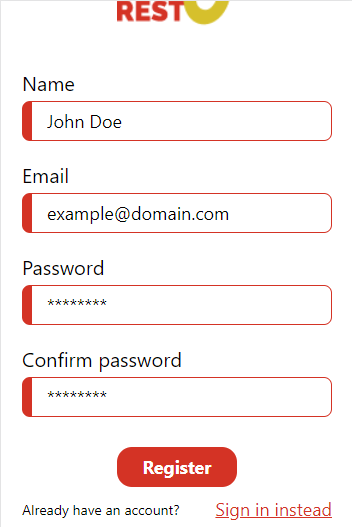 REST
Name
John Doe
Email
example@domain.com
Password
********
Confirm password
********
Register
Already have an account? Sign in instead